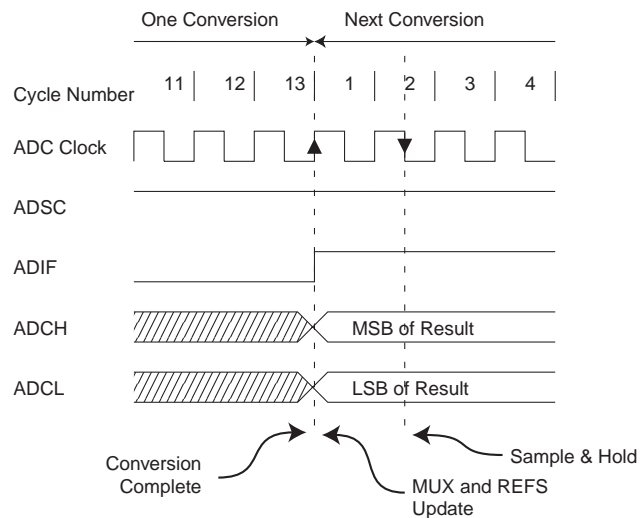 One Conversion Next Conversion
Cycle Number 11 12 13 1 2 3 4
ADC Clock
ADSC
ADIF
ADCH MSB of Result
ADCL LSB of Result
Conversion
Complete
MUX and REFS
Update
Sample & Hold